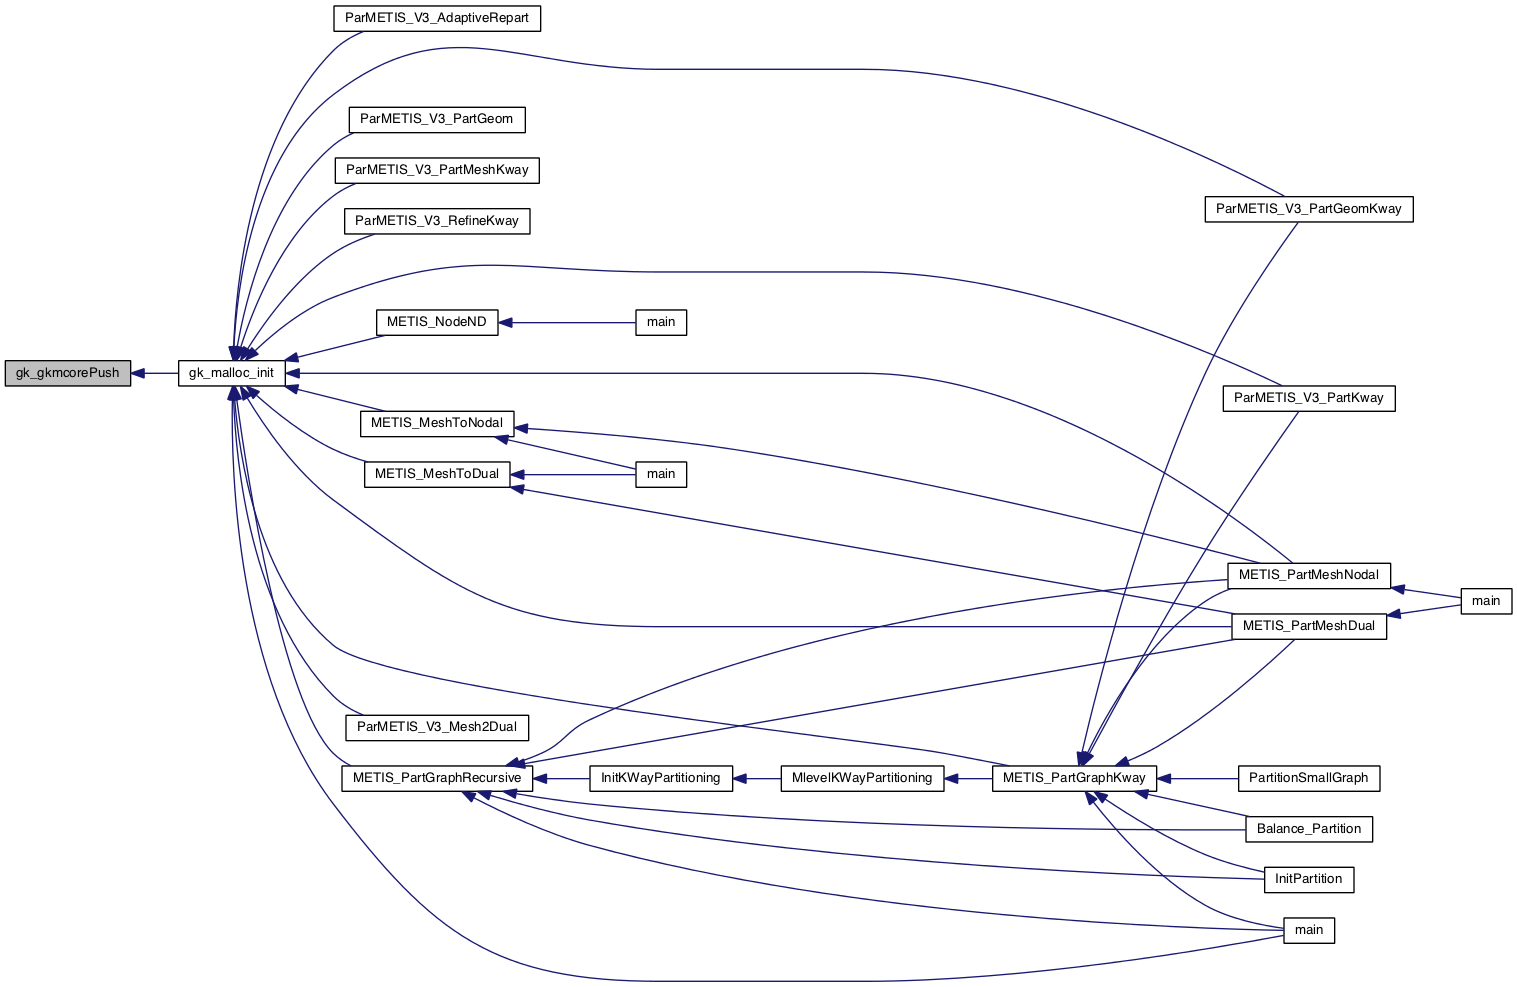 ParMETIS_V3_AdaptiveRepart
ParMETIS_V3_PartGeom
ParMETIS_V3_PartMeshKway
ParMETIS_V3_PartGeomKway
ParMETIS_V3_RefineKway
METIS_NodeND
main
gk_gkmcorePush
gk_malloc_init
ParMETIS_V3_PartKway
METIS_MeshToNodal
METIS_MeshToDual
main
METIS_PartMeshNodal
main
METIS_PartMeshDual
ParMETIS_V3_Mesh2Dual
METIS_PartGraphRecursive
InitKWayPartitioning
MlevelKWayPartitioning
METIS_PartGraphKway
PartitionSmallGraph
Balance_Partition
InitPartition
main